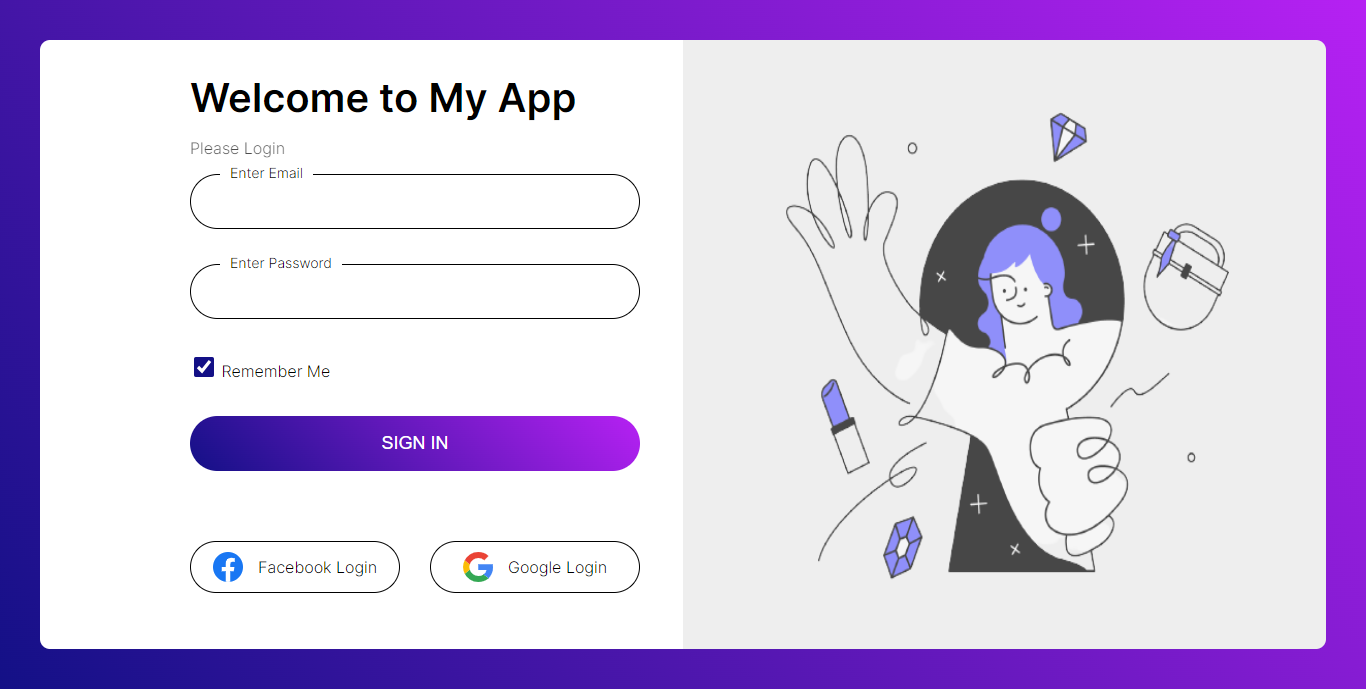 Welcome to My App
Please Login
Enter Email
Enter Password
Remember Me
SIGN IN
Facebook Login
Google Login